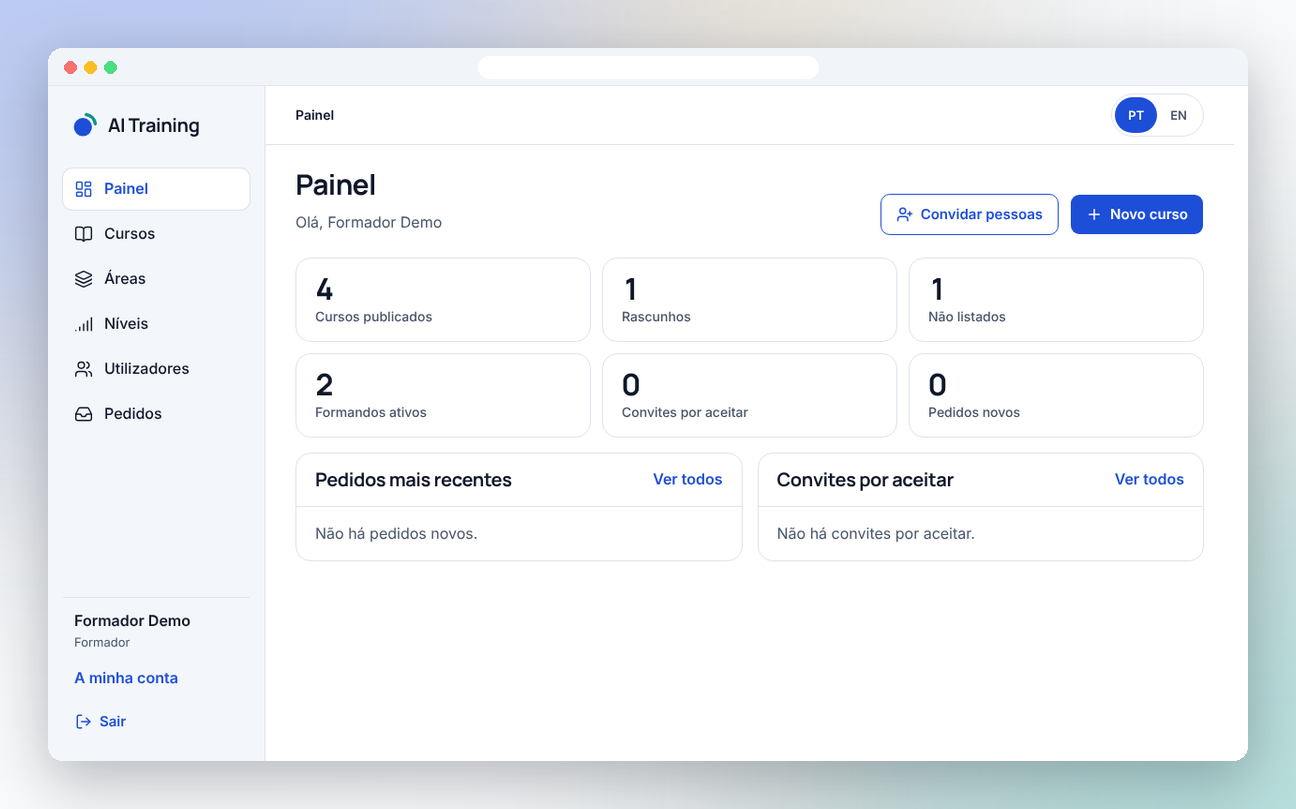 AI Training
Painel
Cursos
Áreas
Níveis
Utilizadores
Pedidos
Formador Demo
Formador
A minha conta
Sair
Painel
PT EN
Painel
Olá, Formador Demo
Convidar pessoas
Novo curso
4
Cursos publicados
1
Rascunhos
1
Não listados
2
Formandos ativos
0
Convites por aceitar
0
Pedidos novos
Pedidos mais recentes
Ver todos
Não há pedidos novos.
Convites por aceitar
Ver todos
Não há convites por aceitar.